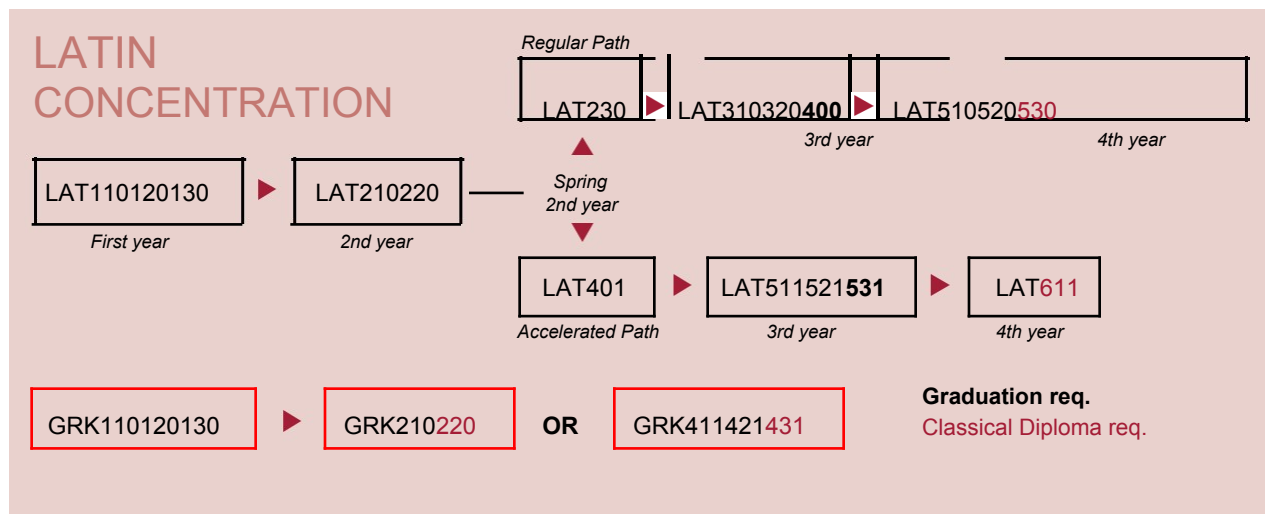 LATIN
CONCENTRATION
Regular Path
LAT230 LAT310320400 LAT510520530
3rd year 4th year
LAT110120130 LAT210220 Spring
2nd year
First year 2nd year
LAT401 LAT511521531 LAT611
Accelerated Path 3rd year 4th year
GRK110120130 GRK210220 OR GRK411421431
Graduation req.
Classical Diploma req.